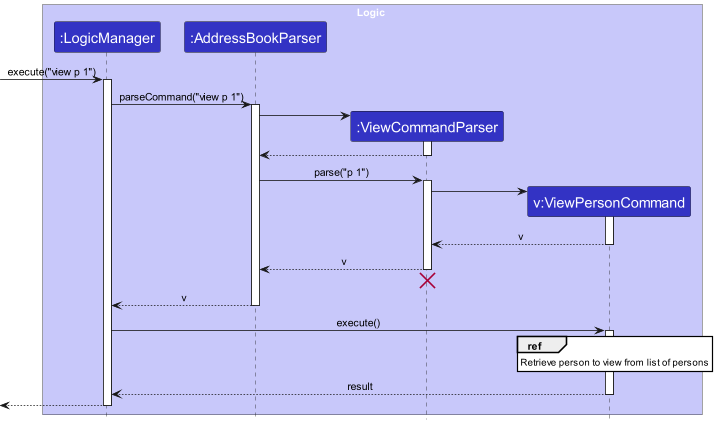 Logic
:LogicManager
:AddressBookParser
execute("view p 1")
parseCommand("view p 1")
:ViewCommandParser
parse("p 1")
v:ViewPersonCommand
v
v
v
execute()
ref
Retrieve person to view from list of persons
result